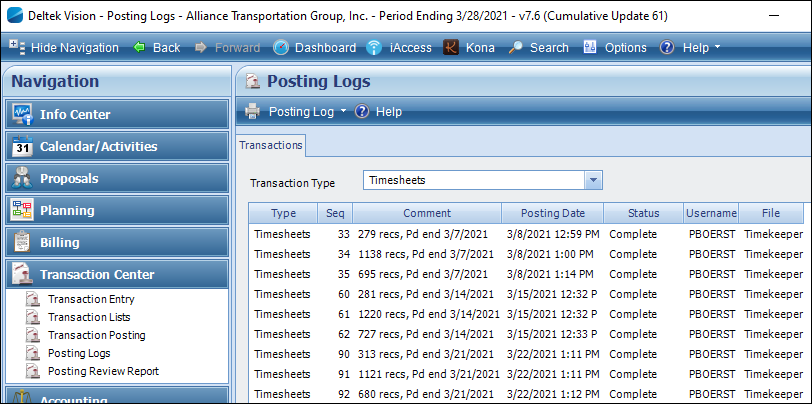 Deltek Vision - Posting Logs - Alliance Transportation Group, Inc. - Period Ending 3/28/2021 - v7.6 (Cumulative Update 61)
Hide Navigation Back Forward Dashboard iAccess Kona Search Options Help
Navigation
Info Center
31 Calendar/Activities
Proposals
Planning
Billing
Transaction Center
Transaction Entry
Transaction Lists
Transaction Posting
Posting Logs
Posting Review Report
Accounting
Posting Logs
Posting Log Help
Transactions
Transaction Type Timesheets
Type Seq Comment Posting Date Status Username File
Timesheets 33 279 recs, Pd end 3/7/2021 3/8/2021 12:59 PM Complete PBOERST Timekeeper
Timesheets 34 1138 recs, Pd end 3/7/2021 3/8/2021 1:00 PM Complete PBOERST Timekeeper
Timesheets 35 695 recs, Pd end 3/7/2021 3/8/2021 1:14 PM Complete PBOERST Timekeeper
Timesheets 60 281 recs, Pd end 3/14/2021 3/15/2021 12:32 P Complete PBOERST Timekeeper
Timesheets 61 1220 recs, Pd end 3/14/2021 3/15/2021 12:32 P Complete PBOERST Timekeeper
Timesheets 62 727 recs, Pd end 3/14/2021 3/15/2021 12:33 P Complete PBOERST Timekeeper
Timesheets 90 313 recs, Pd end 3/21/2021 3/22/2021 1:11 PM Complete PBOERST Timekeeper
Timesheets 91 1121 recs, Pd end 3/21/2021 3/22/2021 1:11 PM Complete PBOERST Timekeeper
Timesheets 92 680 recs, Pd end 3/21/2021 3/22/2021 1:12 PM Complete PBOERST Timekeeper